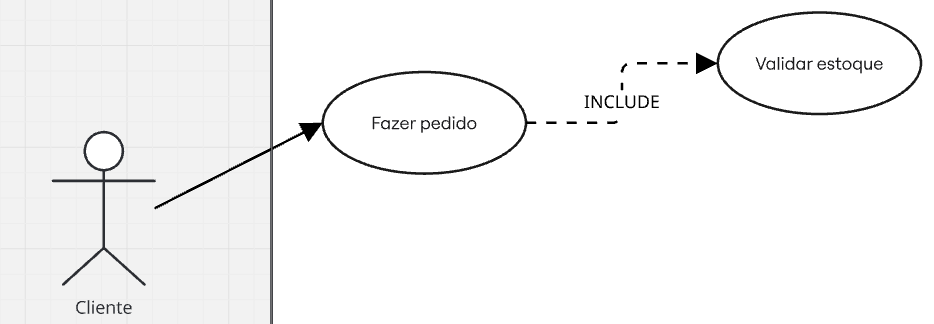 Validar estoque
INCLUDE
Fazer pedido
Cliente